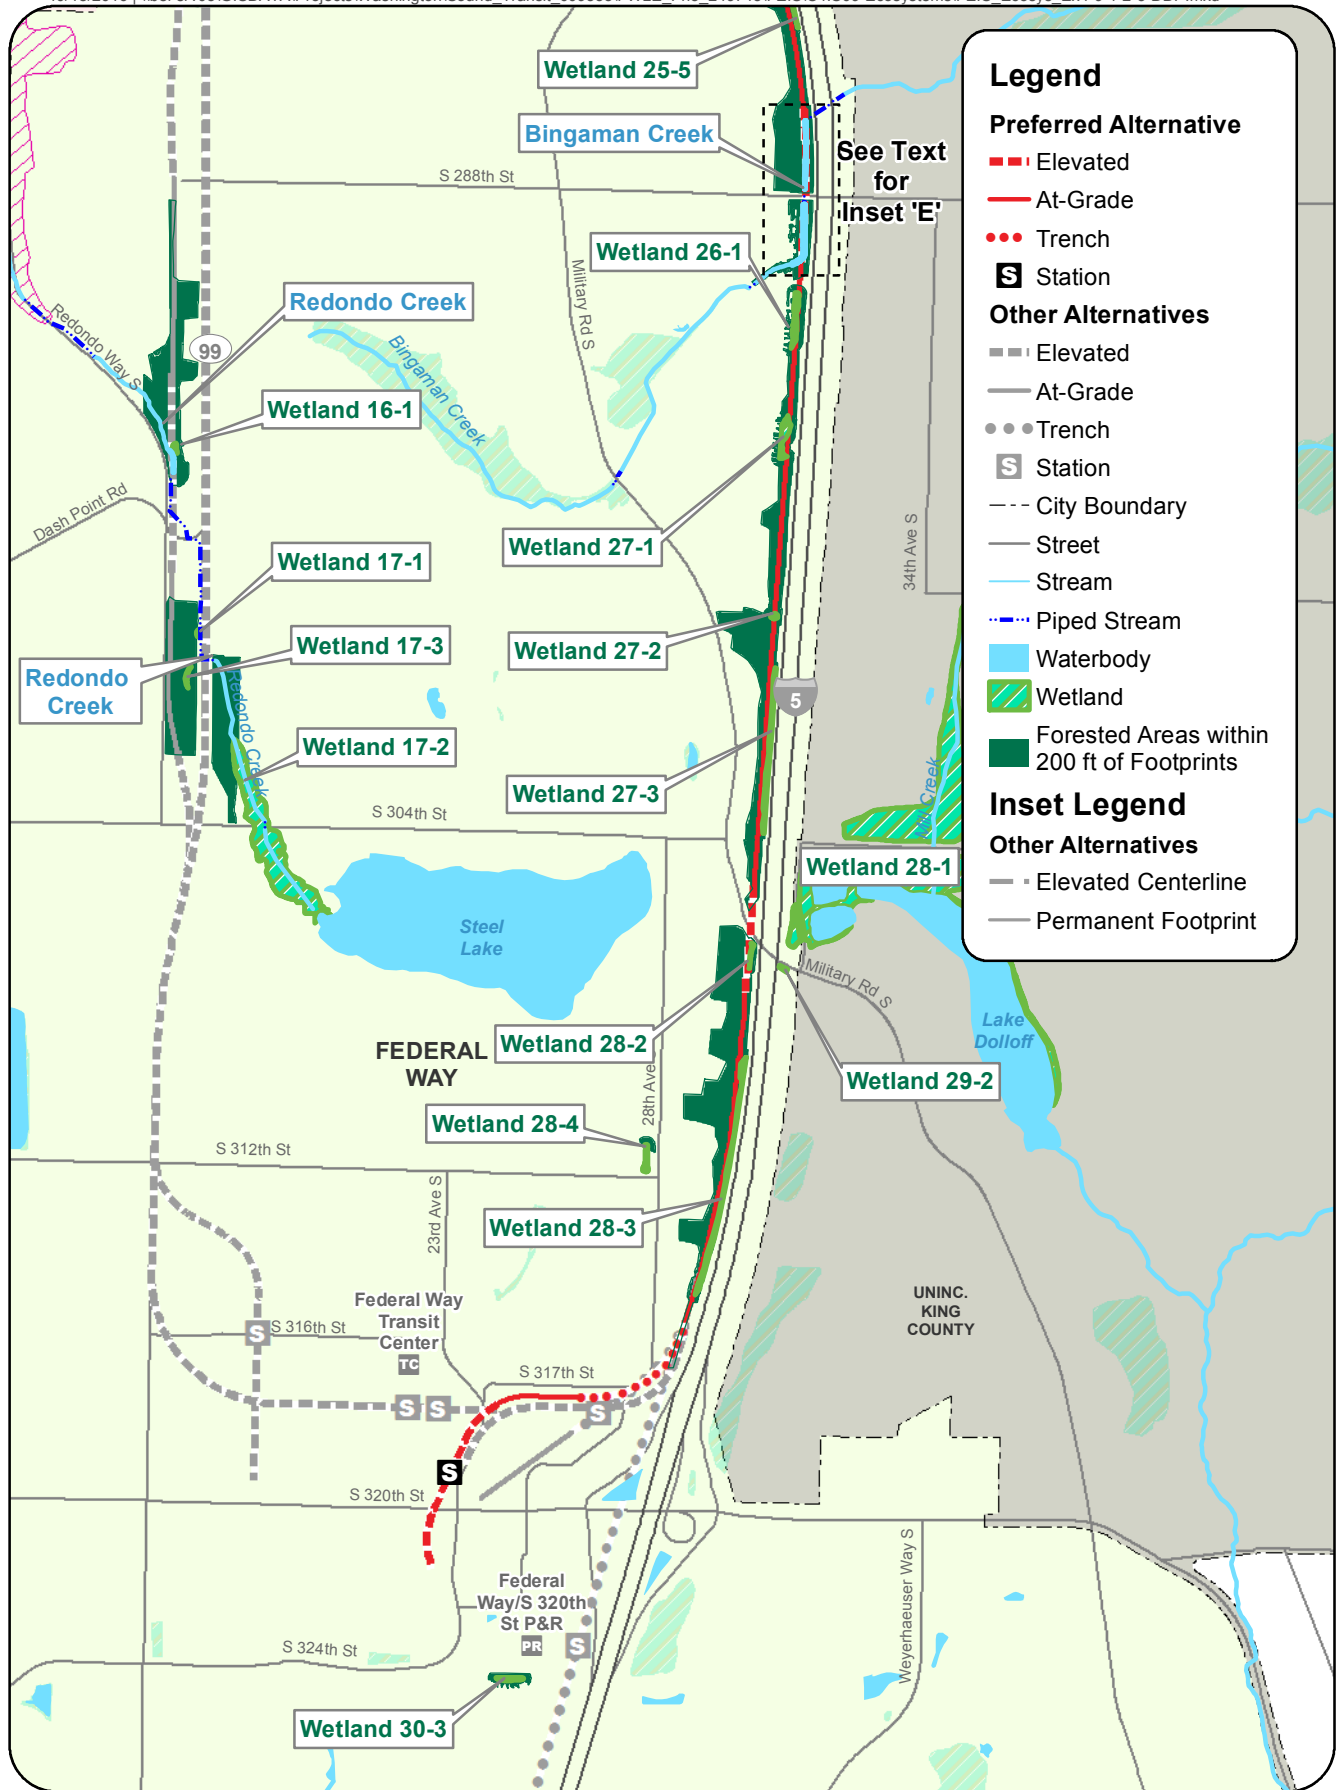 Wetland 25-5
Bingaman Creek
See Text
for
Inset 'E'
S 288th St
Wetland 26-1
Military Rd S
Redondo Creek
Redondo Way S
99
Bingaman Creek
Wetland 16-1
Dash Point Rd
Wetland 27-1
34th Ave S
Wetland 17-1
Wetland 17-3
Wetland 27-2
Redondo
Creek
Redondo Creek
5
Wetland 17-2
Wetland 27-3
Mill Creek
S 304th St
Wetland 28-1
Steel
Lake
Military Rd S
Lake
Dolloff
FEDERAL
WAY
Wetland 28-2
28th Ave
Wetland 29-2
Wetland 28-4
S 312th St
23rd Ave S
Wetland 28-3
UNINC.
KING
COUNTY
Federal Way
Transit
Center
TC
S
S 316th St
S 317th St
S
S
S
S
S 320th St
Weyerhaeuser Way S
Federal
Way/S 320th
St P&R
PR
S
S 324th St
Wetland 30-3
Legend
Preferred Alternative
Elevated
At-Grade
Trench
S Station
Other Alternatives
Elevated
At-Grade
Trench
S Station
City Boundary
Street
Stream
Piped Stream
Waterbody
Wetland
Forested Areas within
200 ft of Footprints
Inset Legend
Other Alternatives
Elevated Centerline
Permanent Footprint